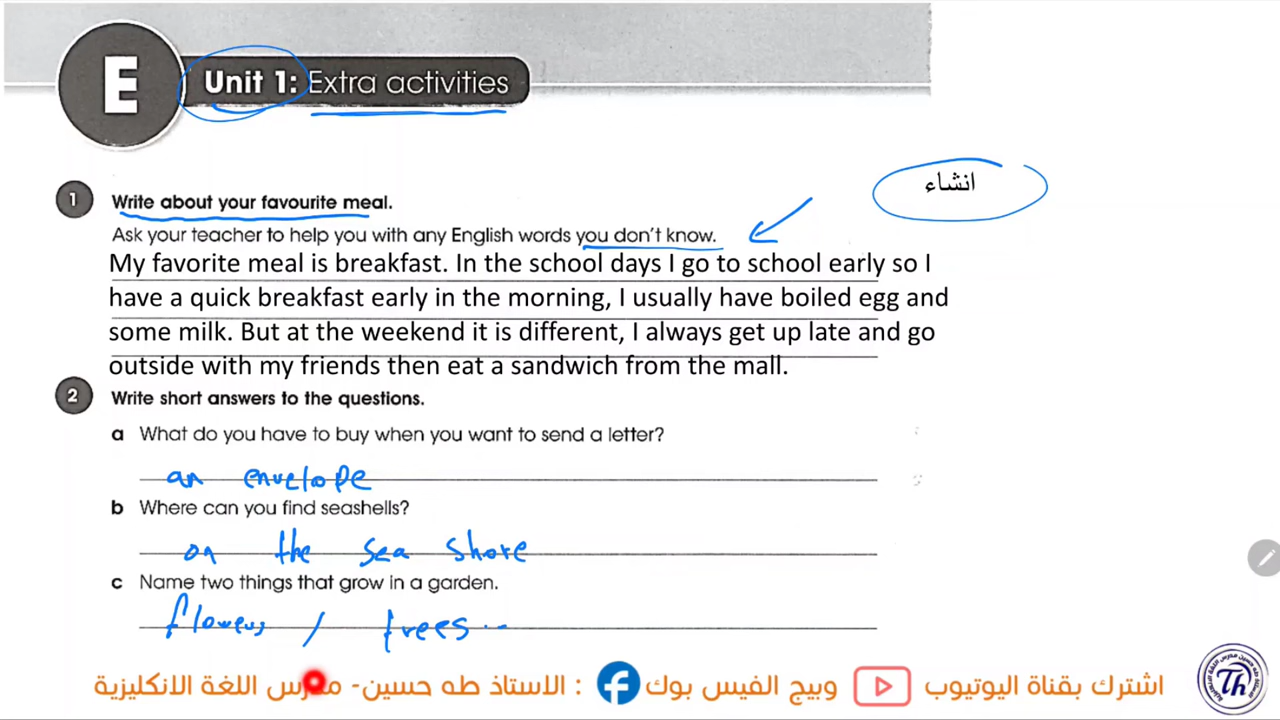 E
Unit 1: Extra activities
انشاء
1 Write about your favourite meal.
Ask your teacher to help you with any English words you don't know.
My favorite meal is breakfast. In the school days I go to school early so I
have a quick breakfast early in the morning, I usually have boiled egg and
some milk. But at the weekend it is different, I always get up late and go
outside with my friends then eat a sandwich from the mall.
2 Write short answers to the questions.
a What do you have to buy when you want to send a letter?
an envelope
b Where can you find seashells?
on the sea shore
c Name two things that grow in a garden.
flowers / trees ..
اشترك بقناة اليوتيوب وبيج الفيس بوك : الاستاذ طه حسين- مدرس اللغة الانكليزية
Th